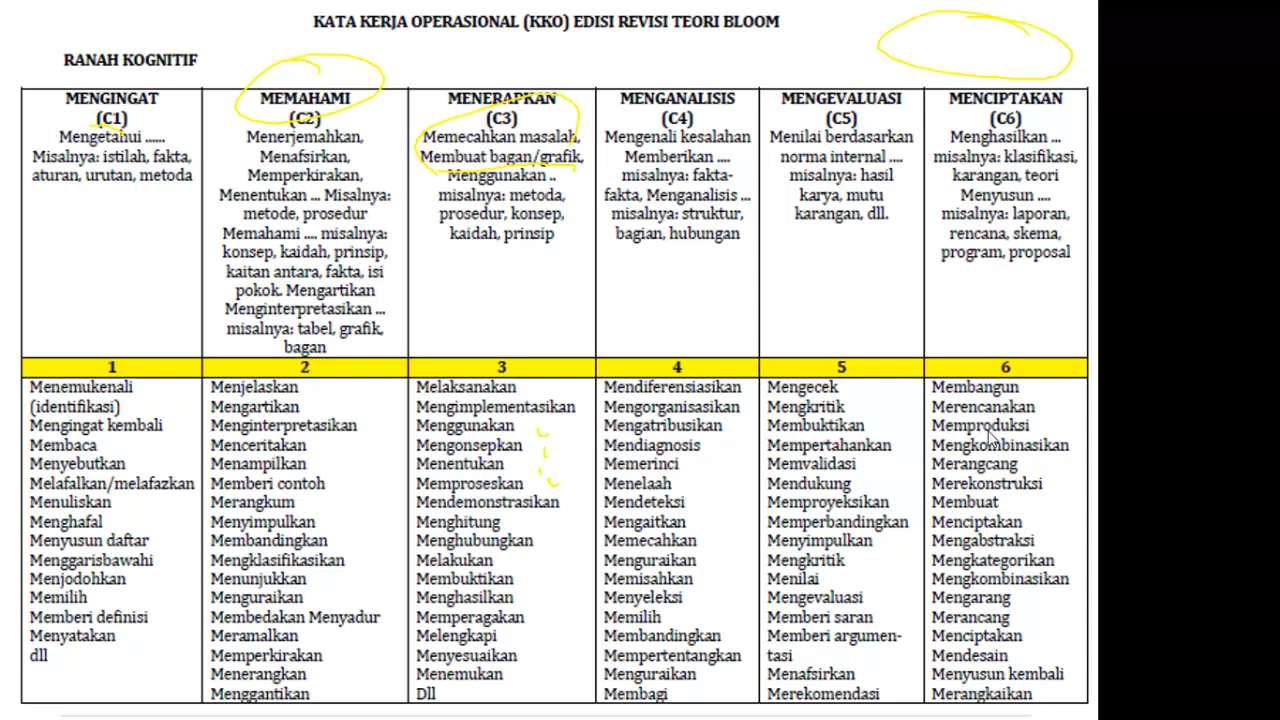 KATA KERJA OPERASIONAL (KKO) EDISI REVISI TEORI BLOOM
RANAH KOGNITIF
MENGINGAT
(C1)
Mengetahui ......
Misalnya: istilah, fakta,
aturan, urutan, metoda
MEMAHAMI
(C2)
Menerjemahkan,
Menafsirkan,
Memperkirakan,
Menentukan ... Misalnya:
metode, prosedur
Memahami .... misalnya:
konsep, kaidah, prinsip,
kaitan antara, fakta, isi
pokok. Mengartikan
Menginterpretasikan ...
misalnya: tabel, grafik,
bagan
MENERAPKAN
(C3)
Memecahkan masalah,
Membuat bagan/grafik,
Menggunakan ..
misalnya: metoda,
prosedur, konsep,
kaidah, prinsip
MENGANALISIS
(C4)
Mengenali kesalahan
Memberikan ....
misalnya: fakta-
fakta, Menganalisis ...
misalnya: struktur,
bagian, hubungan
MENGEVALUASI
(C5)
Menilai berdasarkan
norma internal ....
misalnya: hasil
karya, mutu
karangan, dll.
MENCIPTAKAN
(C6)
Menghasilkan ...
misalnya: klasifikasi,
karangan, teori
Menyusun ....
misalnya: laporan,
rencana, skema,
program, proposal
1
2
3
4
5
6
Menemukenali
(identifikasi)
Mengingat kembali
Membaca
Menyebutkan
Melafalkan/melafazkan
Menuliskan
Menghafal
Menyusun daftar
Menggarisbawahi
Menjodohkan
Memilih
Memberi definisi
Menyatakan
dll
Menjelaskan
Mengartikan
Menginterpretasikan
Menceritakan
Menampilkan
Memberi contoh
Merangkum
Menyimpulkan
Membandingkan
Mengklasifikasikan
Menunjukkan
Menguraikan
Membedakan Menyadur
Meramalkan
Memperkirakan
Menerangkan
Menggantikan
Melaksanakan
Mengimplementasikan
Menggunakan
Mengonsepkan
Menentukan
Memproseskan
Mendemonstrasikan
Menghitung
Menghubungkan
Melakukan
Membuktikan
Menghasilkan
Memperagakan
Melengkapi
Menyesuaikan
Menemukan
Dll
Mendiferensiasikan
Mengorganisasikan
Mengatribusikan
Mendiagnosis
Memerinci
Menelaah
Mendeteksi
Mengaitkan
Memecahkan
Menguraikan
Memisahkan
Menyeleksi
Memilih
Membandingkan
Mempertentangkan
Menguraikan
Membagi
Mengecek
Mengkritik
Membuktikan
Mempertahankan
Memvalidasi
Mendukung
Memproyeksikan
Memperbandingkan
Menyimpulkan
Mengkritik
Menilai
Mengevaluasi
Memberi saran
Memberi argumen-
tasi
Menafsirkan
Merekomendasi
Membangun
Merencanakan
Memproduksi
Mengkombinasikan
Merangcang
Merekonstruksi
Membuat
Menciptakan
Mengabstraksi
Mengkategorikan
Mengkombinasikan
Mengarang
Merancang
Menciptakan
Mendesain
Menyusun kembali
Merangkaikan